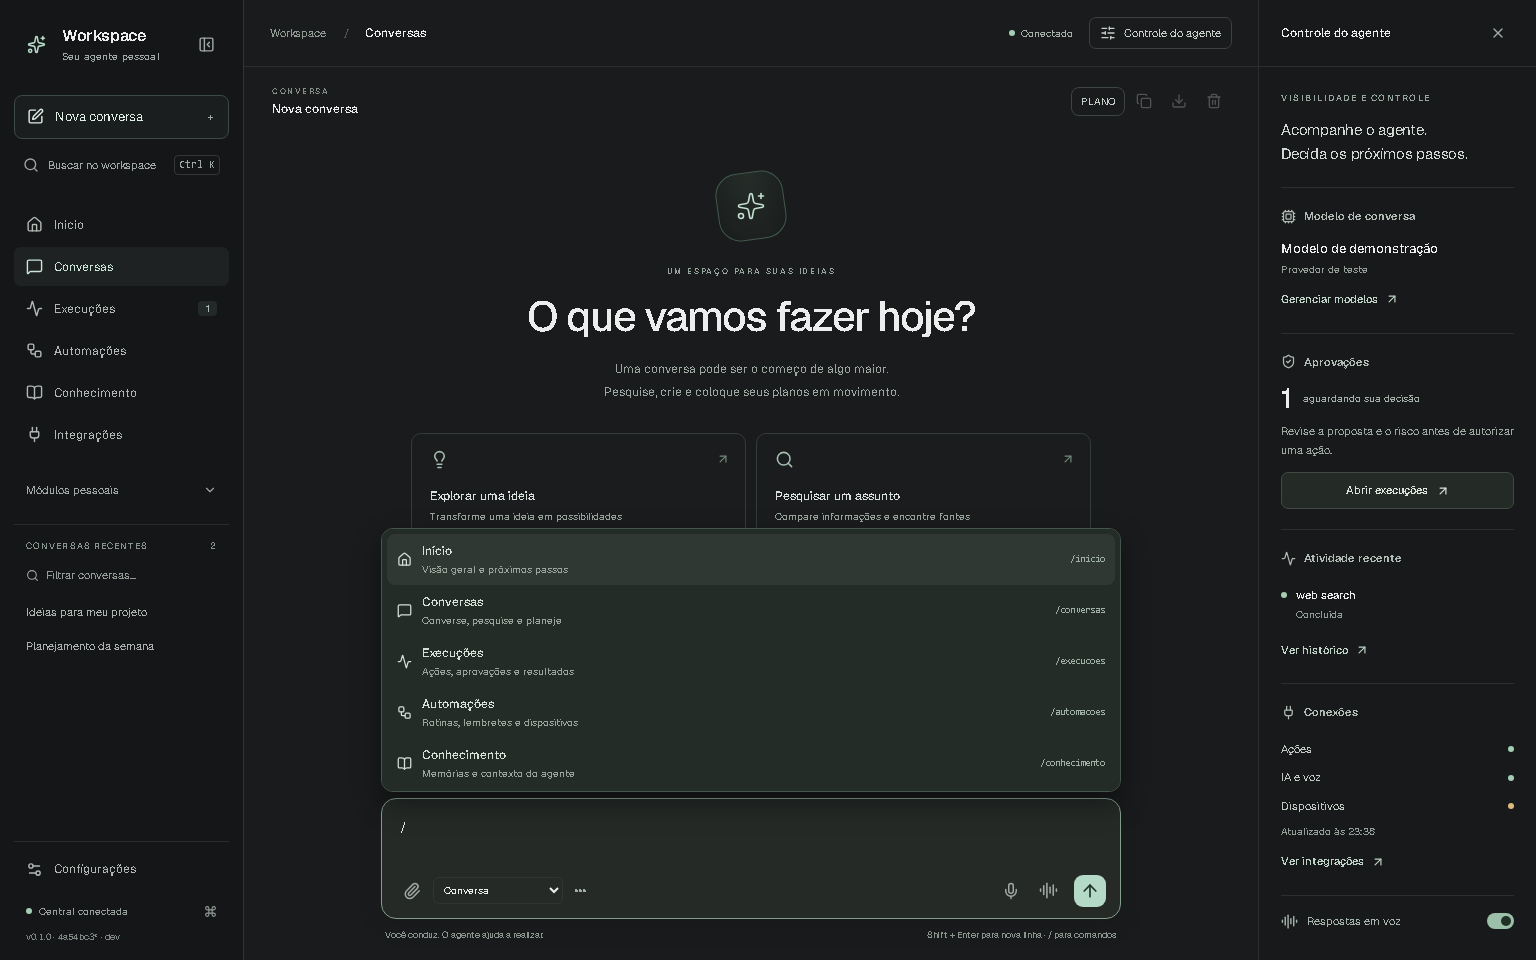 Workspace
Seu agente pessoal
Nova conversa +
Buscar no workspace Ctrl K
Início
Conversas
Execuções 1
Automações
Conhecimento
Integrações
Módulos pessoais
CONVERSAS RECENTES 2
Filtrar conversas...
Ideias para meu projeto
Planejamento da semana
Configurações
Central conectada
v0.1.0 · 4a54bc3* · dev
Workspace / Conversas
Conectado
Controle do agente
CONVERSA
Nova conversa
PLANO
UM ESPAÇO PARA SUAS IDEIAS
O que vamos fazer hoje?
Uma conversa pode ser o começo de algo maior.
Pesquise, crie e coloque seus planos em movimento.
Explorar uma ideia
Transforme uma ideia em possibilidades
Pesquisar um assunto
Compare informações e encontre fontes
Início
Visão geral e próximos passos
/inicio
Conversas
Converse, pesquise e planeje
/conversas
Execuções
Ações, aprovações e resultados
/execucoes
Automações
Rotinas, lembretes e dispositivos
/automacoes
Conhecimento
Memórias e contexto do agente
/conhecimento
/
Conversa
Você conduz. O agente ajuda a realizar.
Shift + Enter para nova linha · / para comandos
Controle do agente
VISIBILIDADE E CONTROLE
Acompanhe o agente.
Decida os próximos passos.
Modelo de conversa
Modelo de demonstração
Provedor de teste
Gerenciar modelos
Aprovações
1 aguardando sua decisão
Revise a proposta e o risco antes de autorizar
uma ação.
Abrir execuções
Atividade recente
web search
Concluída
Ver histórico
Conexões
Ações
IA e voz
Dispositivos
Atualizado às 23:38
Ver integrações
Respostas em voz